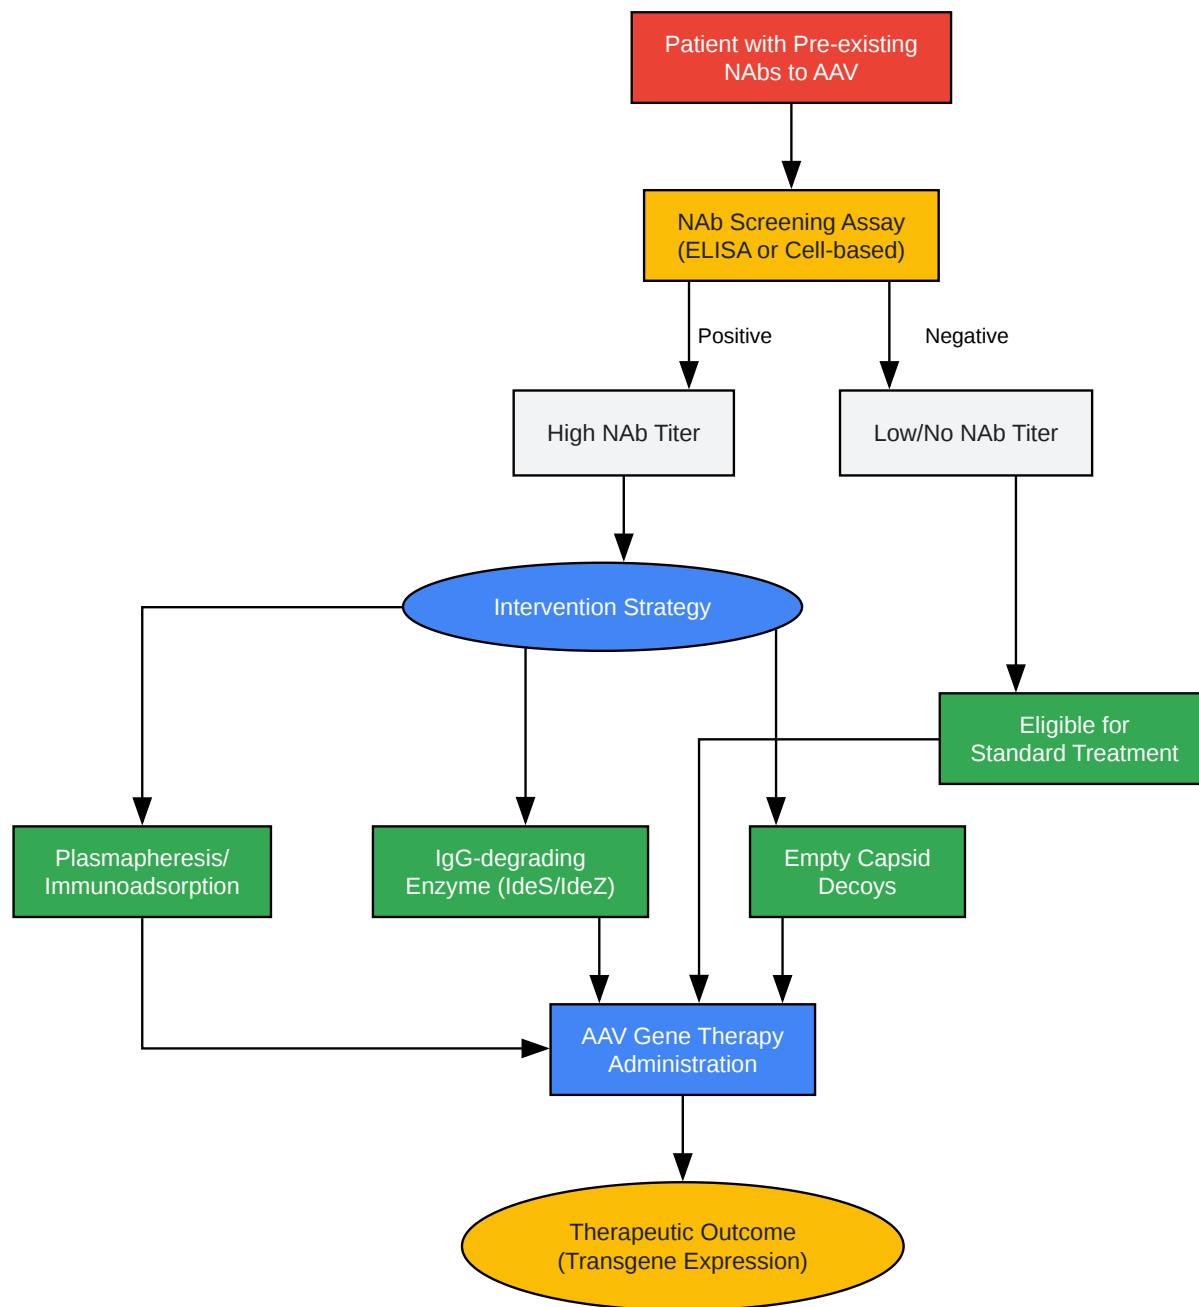 Patient with Pre-existing
NAbs to AAV
NAb Screening Assay
(ELISA or Cell-based)
Positive
Negative
High NAb Titer
Low/No NAb Titer
Intervention Strategy
Eligible for
Standard Treatment
Plasmapheresis/
Immunoadsorption
IgG-degrading
Enzyme (IdeS/IdeZ)
Empty Capsid
Decoys
AAV Gene Therapy
Administration
Therapeutic Outcome
(Transgene Expression)